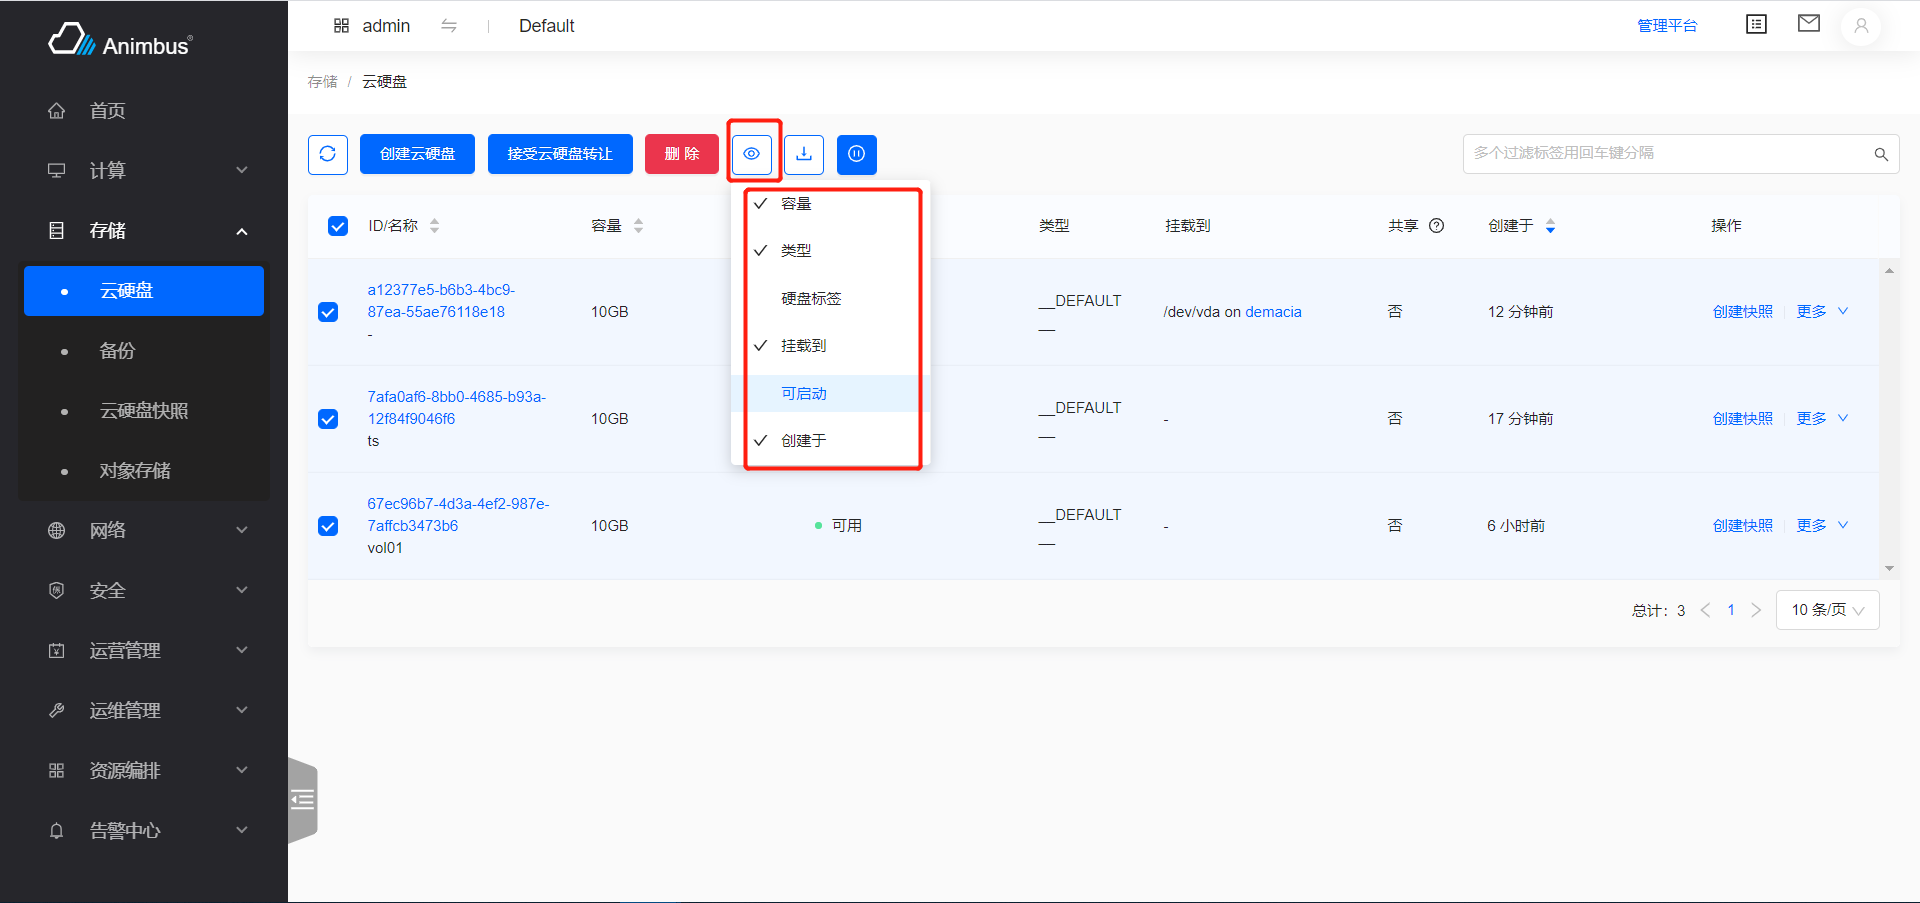 Animbus®
admin
Default
管理平台
首页
计算
存储
云硬盘
备份
云硬盘快照
对象存储
网络
安全
运营管理
运维管理
资源编排
告警中心
存储 / 云硬盘
创建云硬盘
接受云硬盘转让
删 除
多个过滤标签用回车键分隔
容量
类型
硬盘标签
挂载到
可启动
创建于
ID/名称
容量
类型
挂载到
共享
创建于
操作
a12377e5-b6b3-4bc9-
87ea-55ae76118e18
-
10GB
__DEFAULT
__
/dev/vda on demacia
否
12 分钟前
创建快照
更多
7afa0af6-8bb0-4685-b93a-
12f84f9046f6
ts
10GB
__DEFAULT
__
-
否
17 分钟前
创建快照
更多
67ec96b7-4d3a-4ef2-987e-
7affcb3473b6
vol01
10GB
可用
__DEFAULT
__
-
否
6 小时前
创建快照
更多
总计：3
1
10 条/页